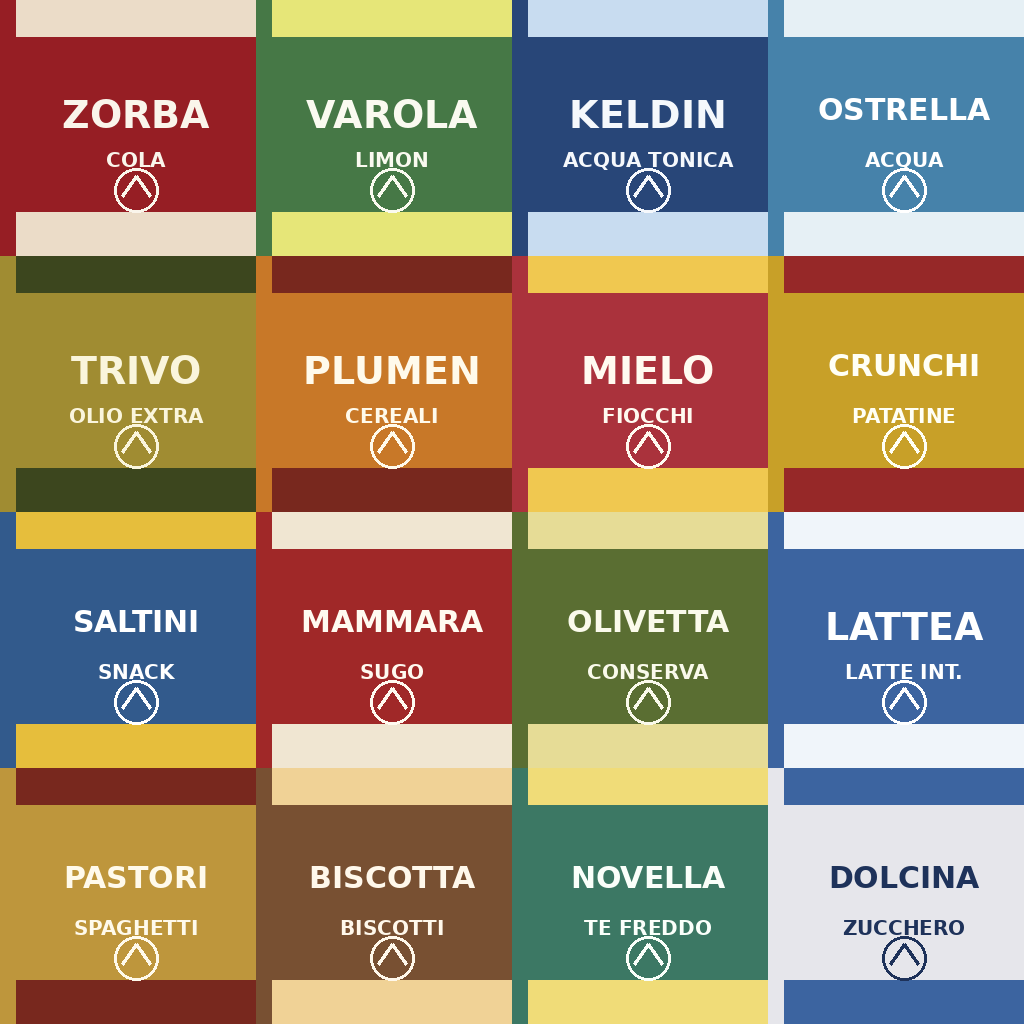 ZORBA
COLA
VAROLA
LIMON
KELDIN
ACQUA TONICA
OSTRELLA
ACQUA
TRIVO
OLIO EXTRA
PLUMEN
CEREALI
MIELO
FIOCCHI
CRUNCHI
PATATINE
SALTINI
SNACK
MAMMARA
SUGO
OLIVETTA
CONSERVA
LATTEA
LATTE INT.
PASTORI
SPAGHETTI
BISCOTTA
BISCOTTI
NOVELLA
TE FREDDO
DOLCINA
ZUCCHERO